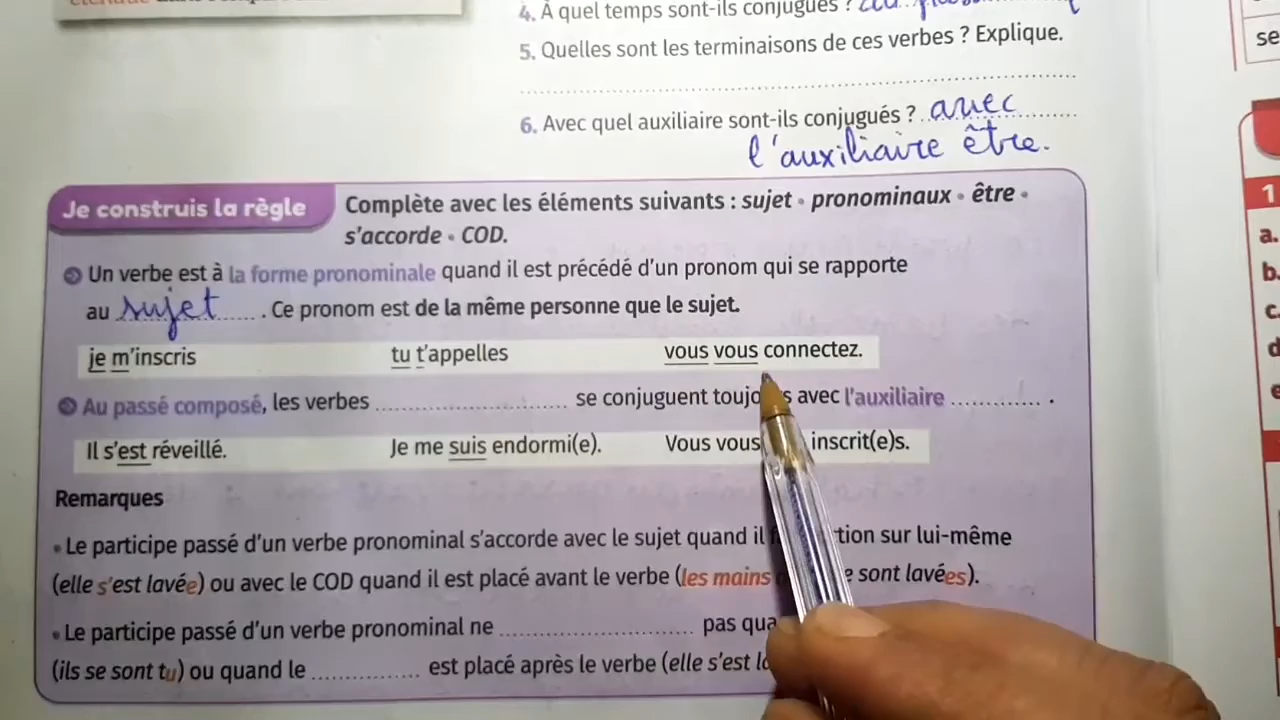 4. À quel temps sont-ils conjugués ?
5. Quelles sont les terminaisons de ces verbes ? Explique.
6. Avec quel auxiliaire sont-ils conjugués ? avec
l'auxiliaire être.
Je construis la règle
Complète avec les éléments suivants : sujet • pronominaux • être •
s'accorde • COD.
Un verbe est à la forme pronominale quand il est précédé d'un pronom qui se rapporte
au sujet. Ce pronom est de la même personne que le sujet.
je m'inscris tu t'appelles vous vous connectez.
Au passé composé, les verbes .......... se conjuguent avec l'auxiliaire .......... .
Il s'est réveillé. Je me suis endormi(e). Vous vous inscrit(e)s.
Remarques
• Le participe passé d'un verbe pronominal s'accorde avec le sujet quand il sur lui-même
(elle s'est lavée) ou avec le COD quand il est placé avant le verbe (les mains sont lavées).
• Le participe passé d'un verbe pronominal ne .......... pas
(ils se sont tu) ou quand le .......... est placé après le verbe (elle s'est
se
1
a.
b.
c.
d
e